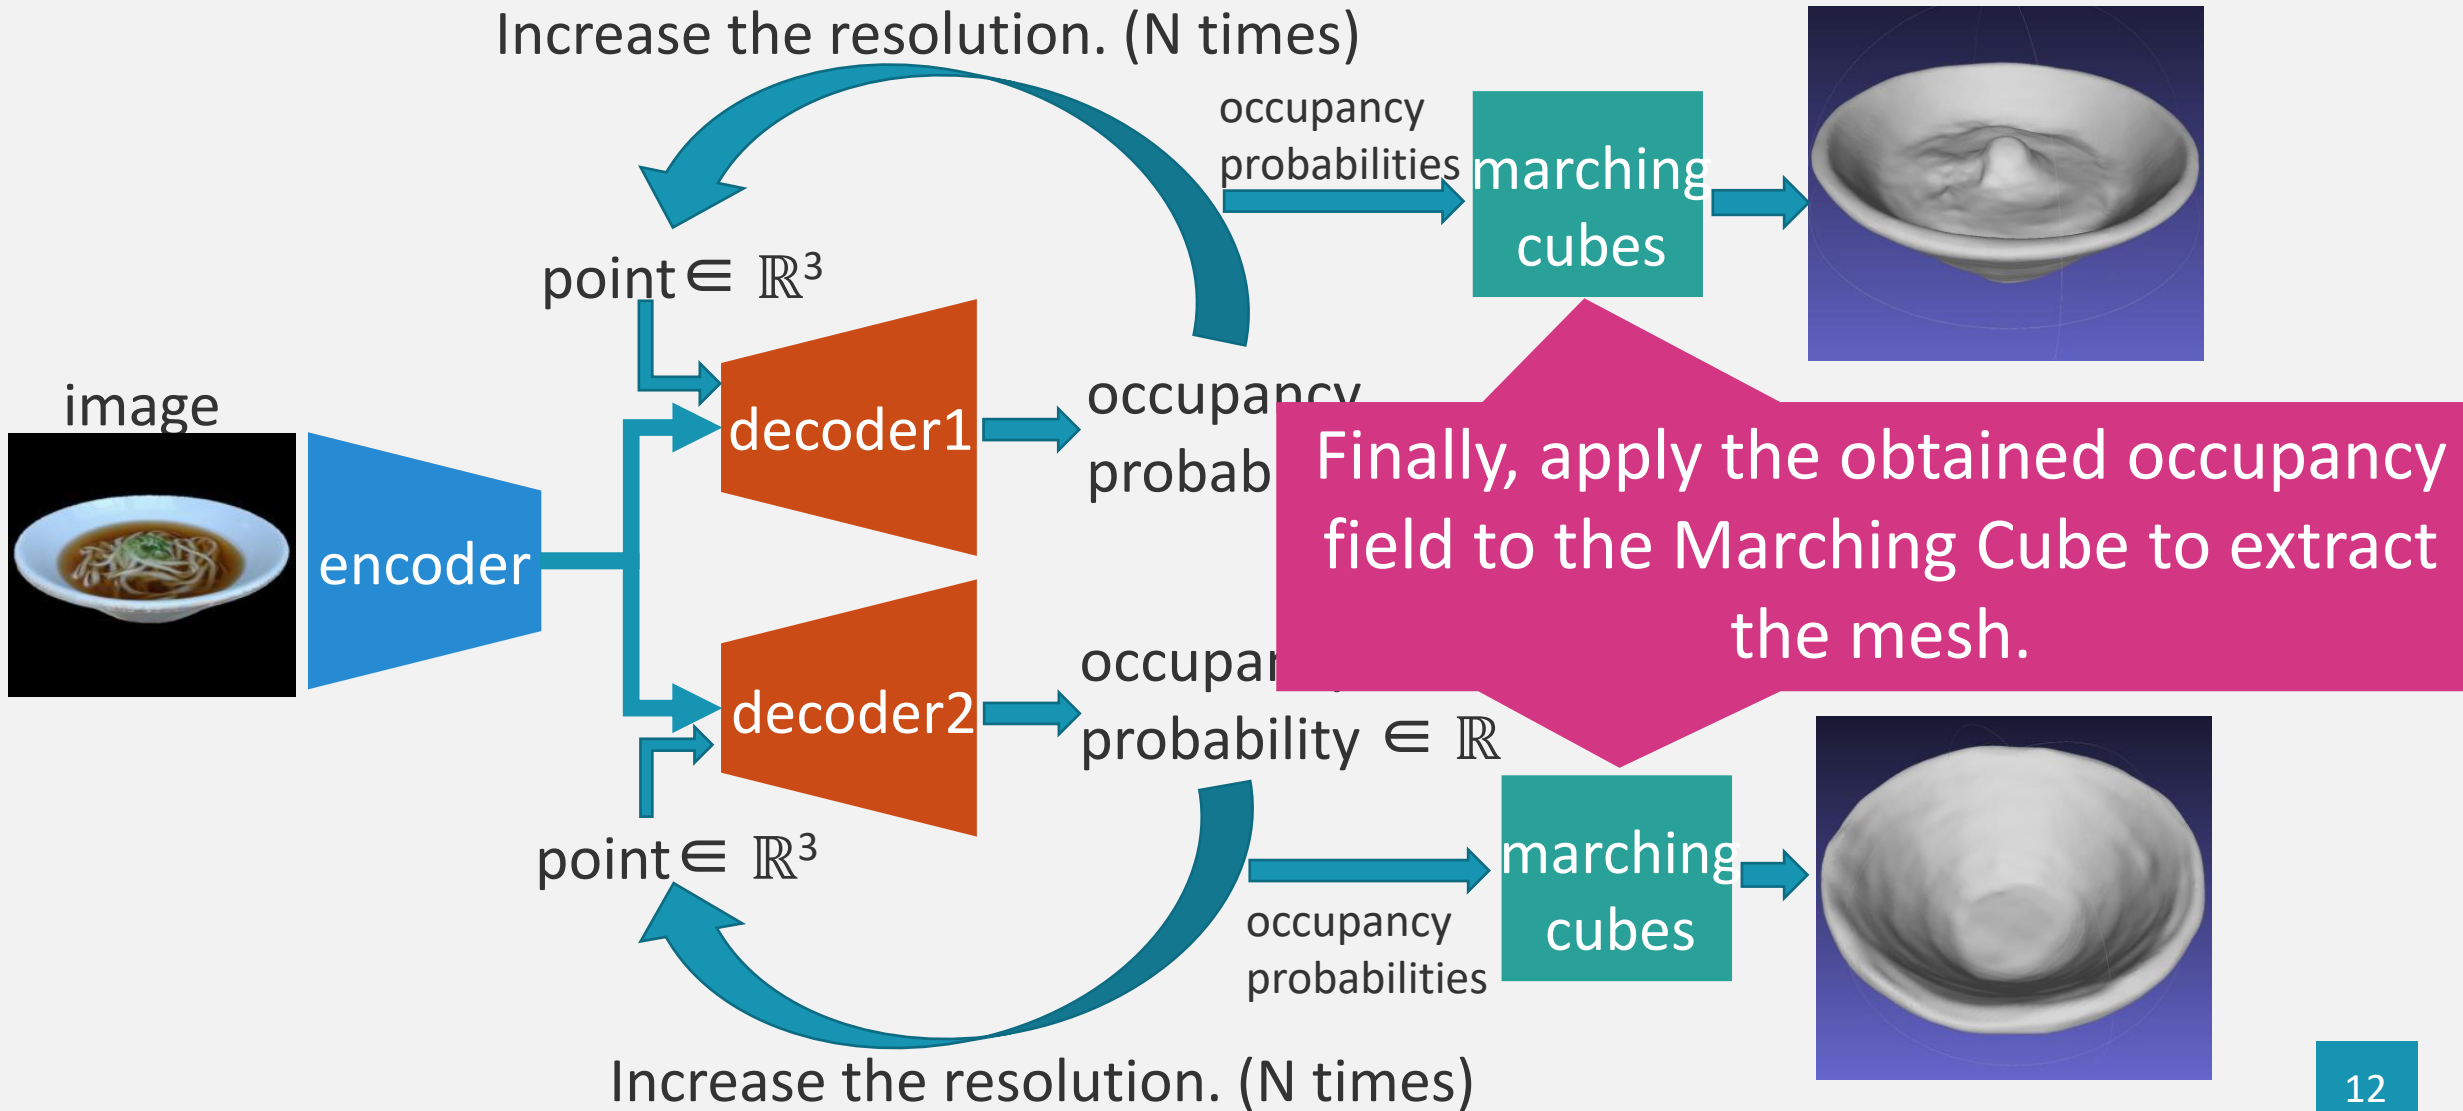 Increase the resolution. (N times)
occupancy
probabilities
marching
cubes
point ∈ ℝ³
image
encoder
decoder1
occupancy
Finally, apply the obtained occupancy
field to the Marching Cube to extract
the mesh.
decoder2
probability ∈ ℝ
point ∈ ℝ³
marching
cubes
occupancy
probabilities
Increase the resolution. (N times)
12